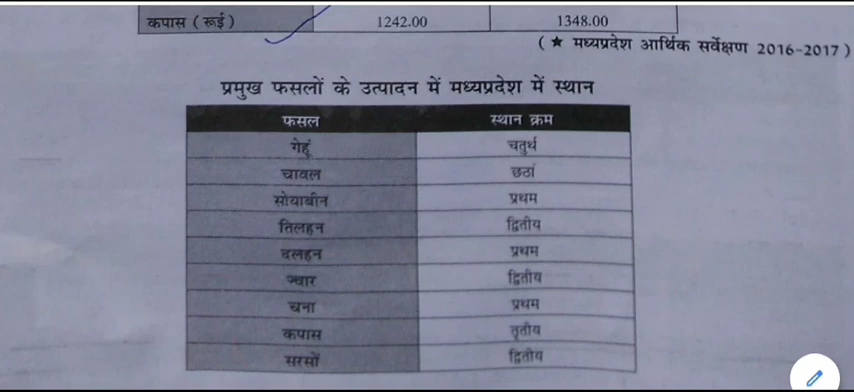 कपास ( रूई ) 1242.00 1348.00
( ★ मध्यप्रदेश आर्थिक सर्वेक्षण 2016-2017 )
प्रमुख फसलों के उत्पादन में मध्यप्रदेश में स्थान
फसल स्थान क्रम
गेहूं चतुर्थ
चावल छठां
सोयाबीन प्रथम
तिलहन द्वितीय
दलहन प्रथम
ज्वार द्वितीय
चना प्रथम
कपास तृतीय
सरसों द्वितीय